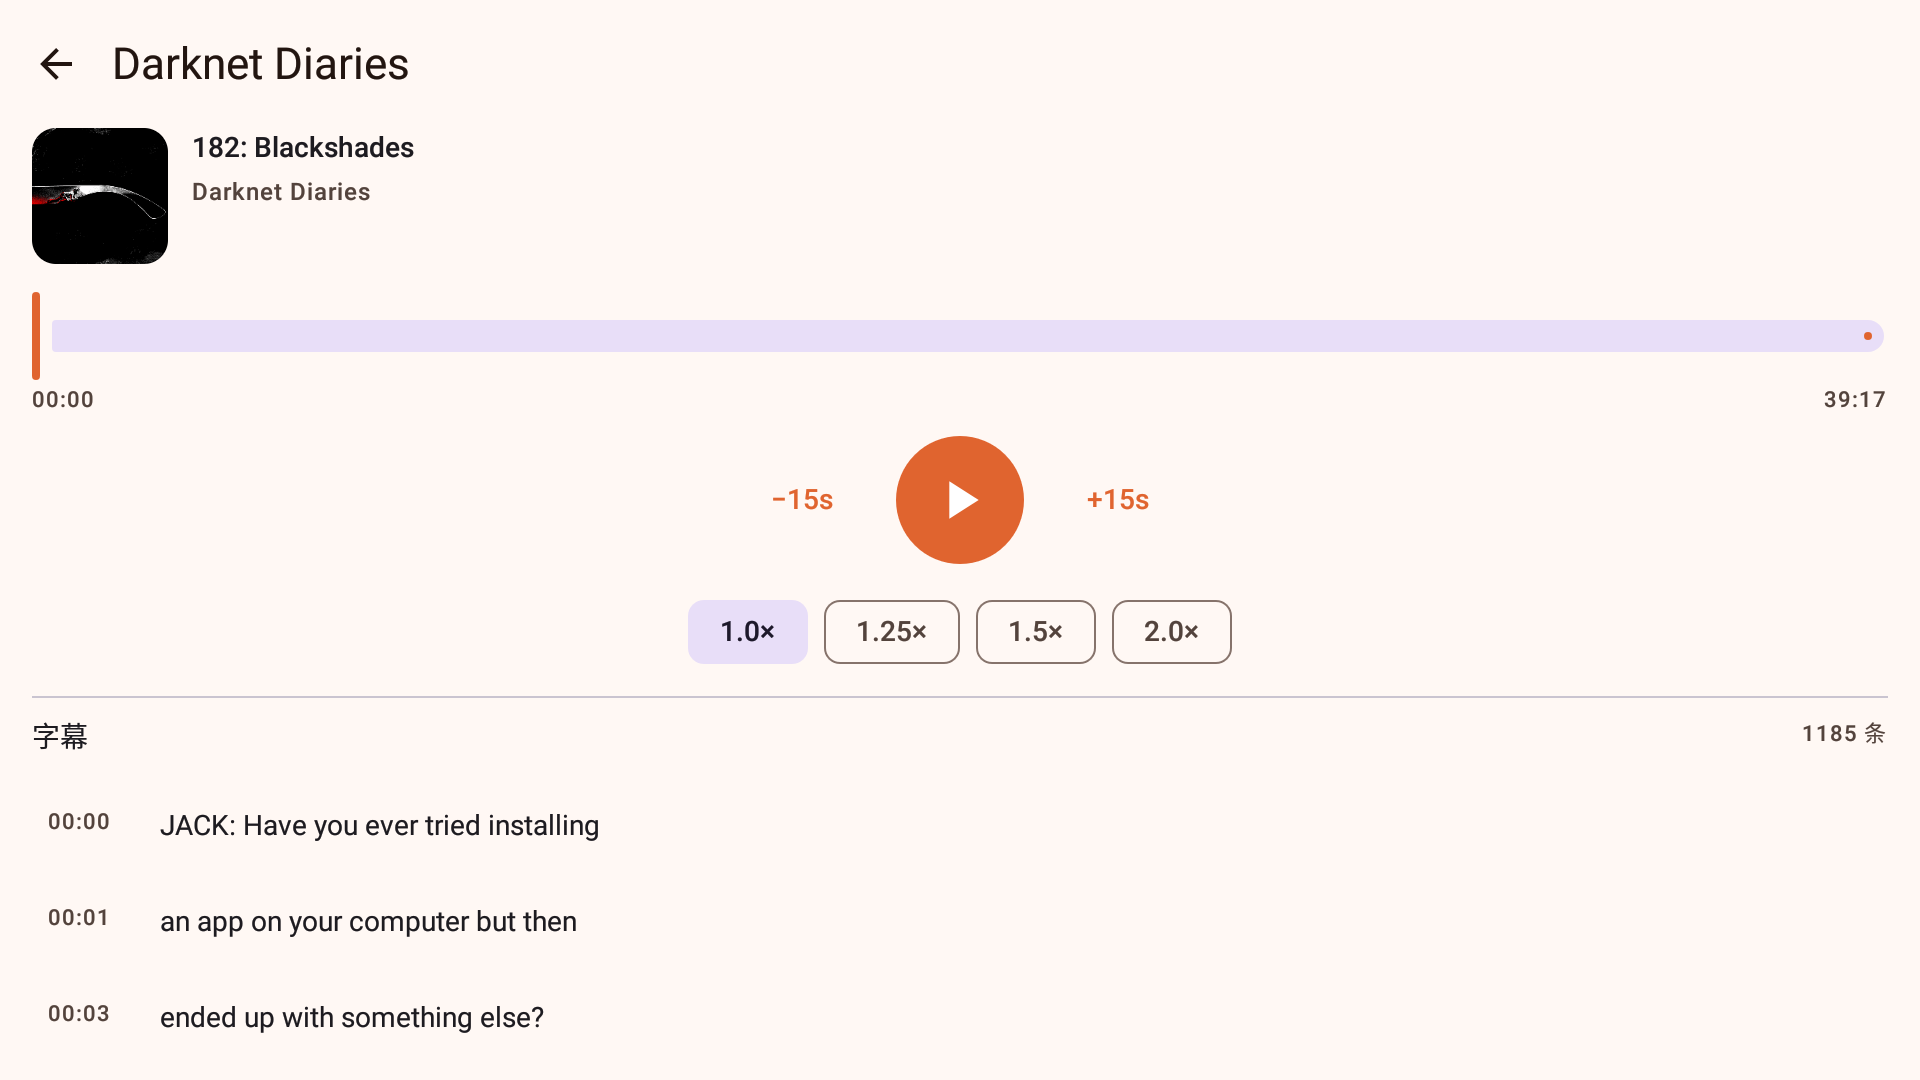 Darknet Diaries
182: Blackshades
Darknet Diaries
00:00 39:17
−15s +15s
1.0× 1.25× 1.5× 2.0×
字幕 1185 条
00:00 JACK: Have you ever tried installing
00:01 an app on your computer but then
00:03 ended up with something else?